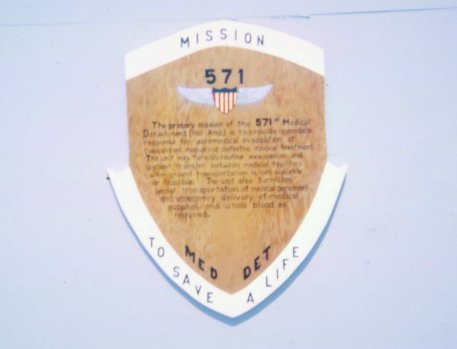 MISSION
571
The primary mission of the 571st Medical
Detachment (Hel Amb) is to provide immediate
response for aeromedical evacuation of
casualties requiring definitive medical treatment.
The unit may furnish routine evacuation and
patient transfer between medical facilities
when ground transportation is not available
or feasible. The unit also furnishes
aerial transportation of medical personnel
and emergency delivery of medical
supplies and whole blood as
required.
MED DET
TO SAVE A LIFE